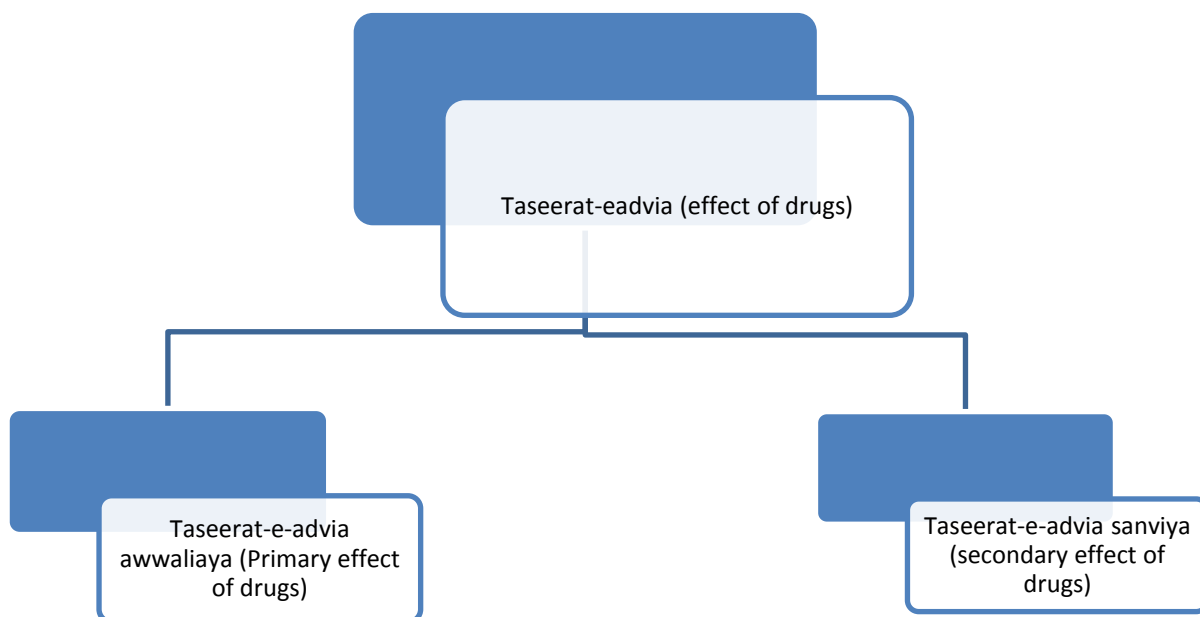 Taseerat-eadvia (effect of drugs)
Taseerat-e-advia
awwaliaya (Primary effect
of drugs)
Taseerat-e-advia sanviya
(secondary effect of
drugs)